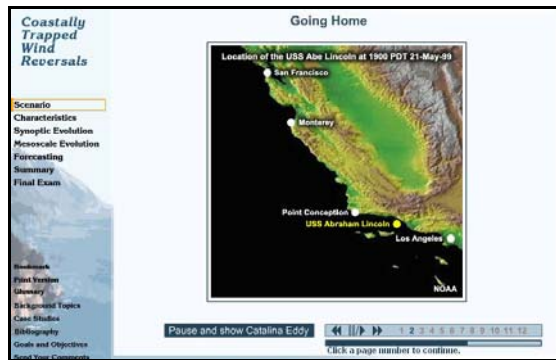 Coastally
Trapped
Wind
Reversals
Scenario
Characteristics
Synoptic Evolution
Mesoscale Evolution
Forecasting
Summary
Final Exam
Bookmark
Print Version
Glossary
Background Topics
Case Studies
Bibliography
Goals and Objectives
Send Your Comments
Going Home
Location of the USS Abe Lincoln at 1900 PDT 21-May-99
San Francisco
Monterey
Point Conception
USS Abraham Lincoln
Los Angeles
NOAA
Pause and show Catalina Eddy
1 2 3 4 5 6 7 8 9 10 11 12
Click a page number to continue.